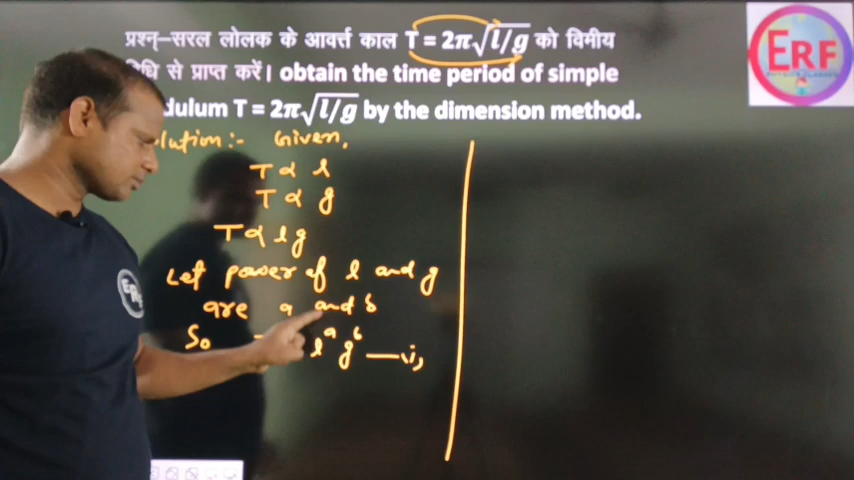 प्रश्न–सरल लोलक के आवर्त्त काल T = 2π√l/g को विमीय
विधि से प्राप्त करें। obtain the time period of simple
dulum T = 2π√l/g by the dimension method.
lution:- Given,
T ∝ l
T ∝ g
T ∝ l g
Let power of l and g
are a and b
So l^a g^b —(i)
ERF
ERF